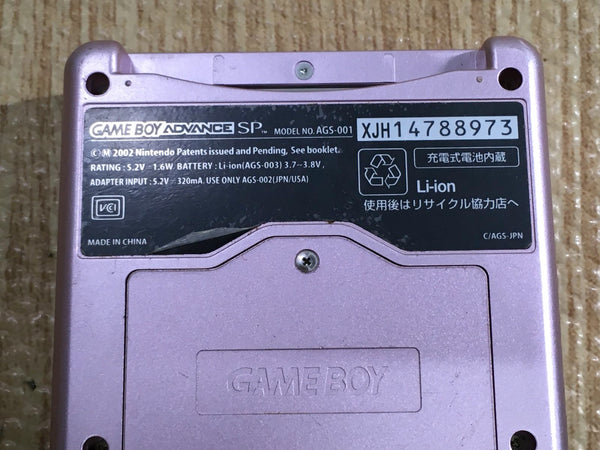 GAME BOY ADVANCE SP™ MODEL NO. AGS-001 XJH14788973
©Ⓜ 2002 Nintendo Patents issued and Pending, See booklet.
RATING : 5.2V⎓1.6W BATTERY : Li-ion(AGS-003) 3.7⎓3.8V,
ADAPTER INPUT : 5.2V⎓320mA. USE ONLY AGS-002(JPN/USA)
充電式電池内蔵
Li-ion
使用後はリサイクル協力店へ
VCI
MADE IN CHINA
C/AGS-JPN
GAME BOY